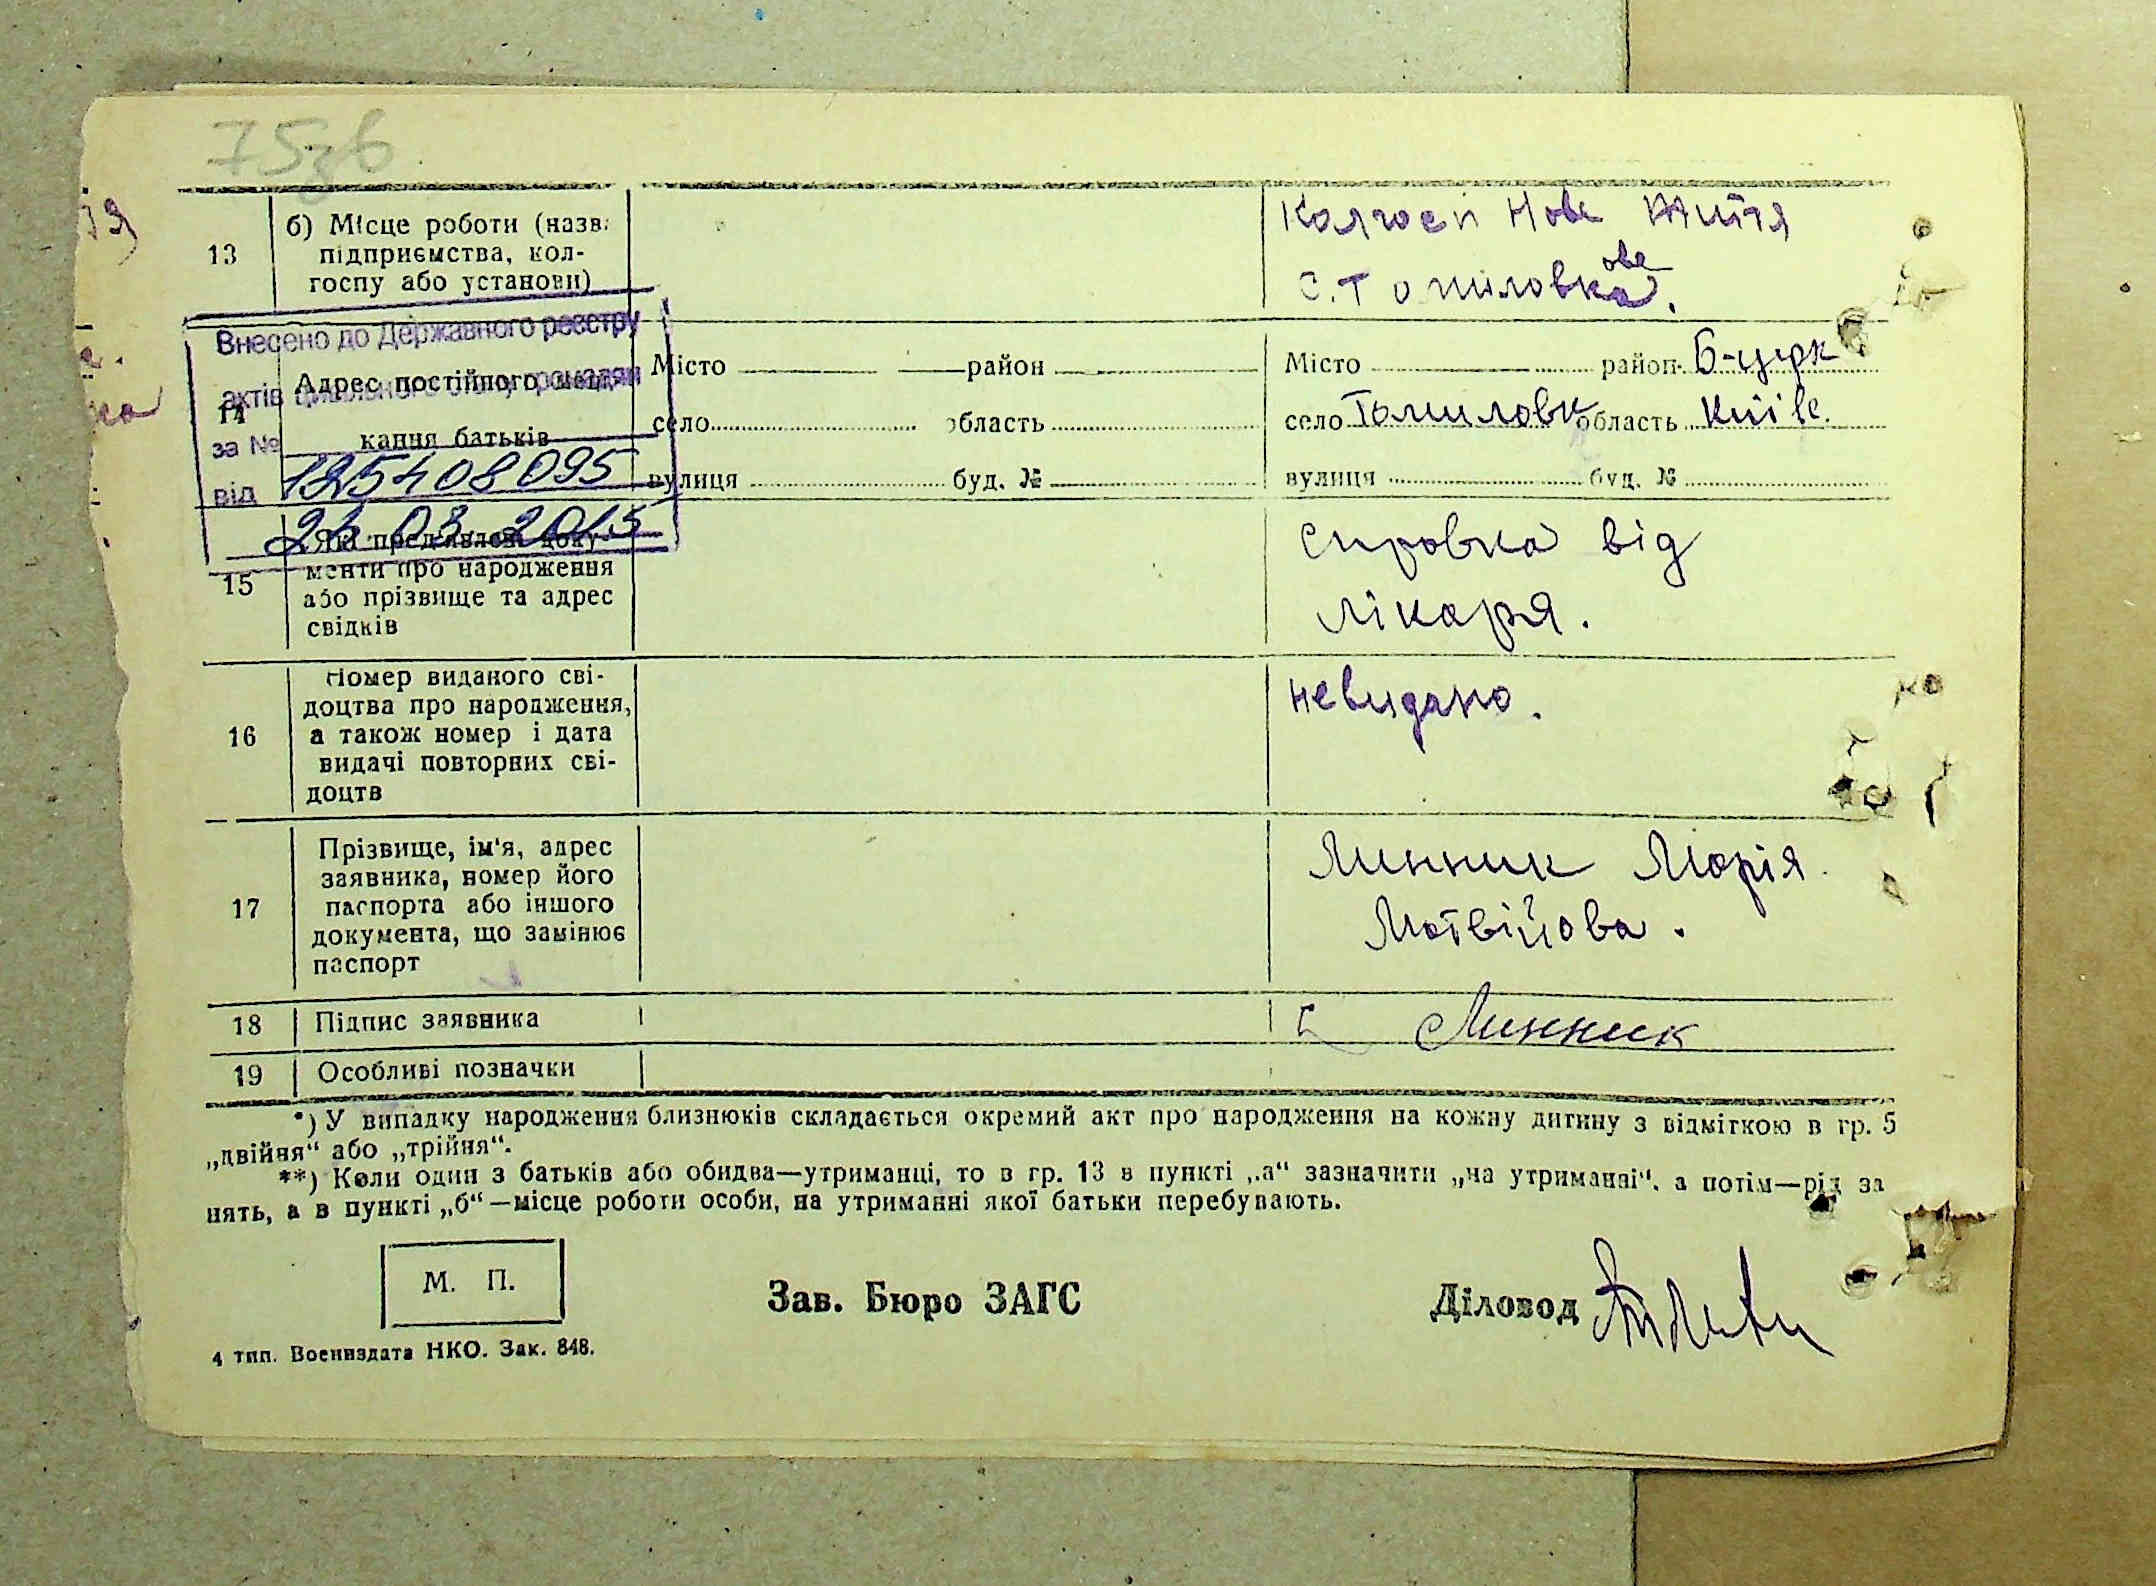 75зв
13
б) Місце роботи (назва
підприємства, кол-
госпу або установи)
Колгосп Нове Життя
с. Томиловка.
ове
Внесено до Державного реєстру
актів цивільного стану громадян
за №
від
125408095
24 03 2015
14
Адрес постійного меш-
кання батьків
Місто район
село область
вулиця буд. №
Місто район Б-церк
село Томиловк область Київс.
вулиця буд. №
15
Які пред'явлені доку-
менти про народження
або прізвище та адрес
свідків
Справка від
лікаря.
16
Номер виданого сві-
доцтва про народження,
а також номер і дата
видачі повторних сві-
доцтв
невидано.
17
Прізвище, ім'я, адрес
заявника, номер його
паспорта або іншого
документа, що замінює
паспорт
Линник Марія
Матвійова.
18 Підпис заявника
Линник
19 Особливі позначки
*) У випадку народження близнюків складається окремий акт про народження на кожну дитину з відміткою в гр. 5
„двійня“ або „трійня“.
**) Коли один з батьків або обидва—утриманці, то в гр. 13 в пункті „а“ зазначити „на утриманні“, а потім—рід за
нять, а в пункті „б“—місце роботи особи, на утриманні якої батьки перебувають.
М. П.
Зав. Бюро ЗАГС
Діловод
4 тип. Воениздата НКО. Зак. 848.